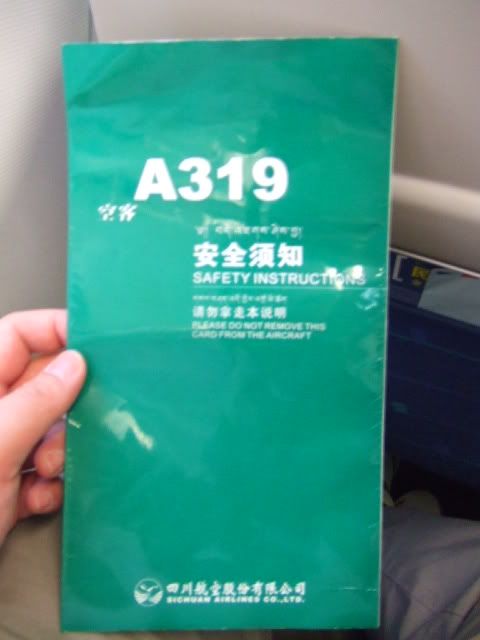 A319
空客
安全须知
SAFETY INSTRUCTIONS
请勿拿走本说明
PLEASE DO NOT REMOVE THIS
CARD FROM THE AIRCRAFT
四川航空股份有限公司
SICHUAN AIRLINES CO.,LTD.